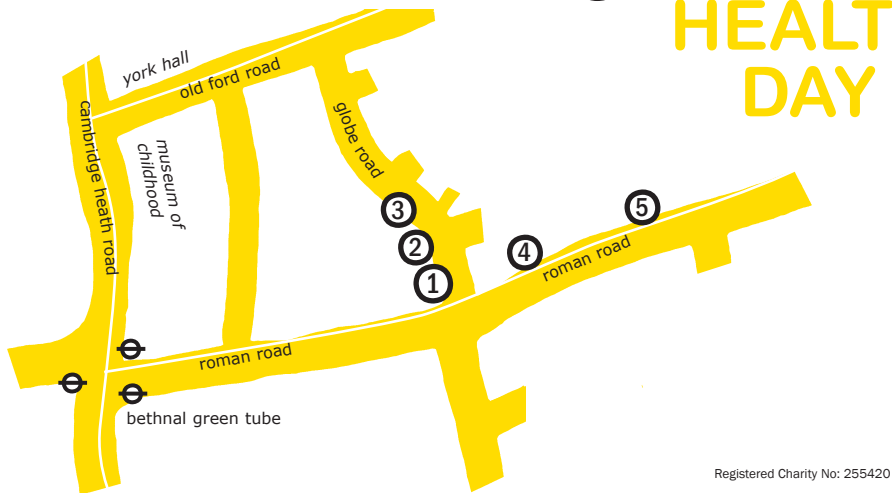 HEALT
DAY
york hall
old ford road
cambridge heath road
museum of
childhood
globe road
3
2
1
4
5
roman road
roman road
bethnal green tube
Registered Charity No: 255420